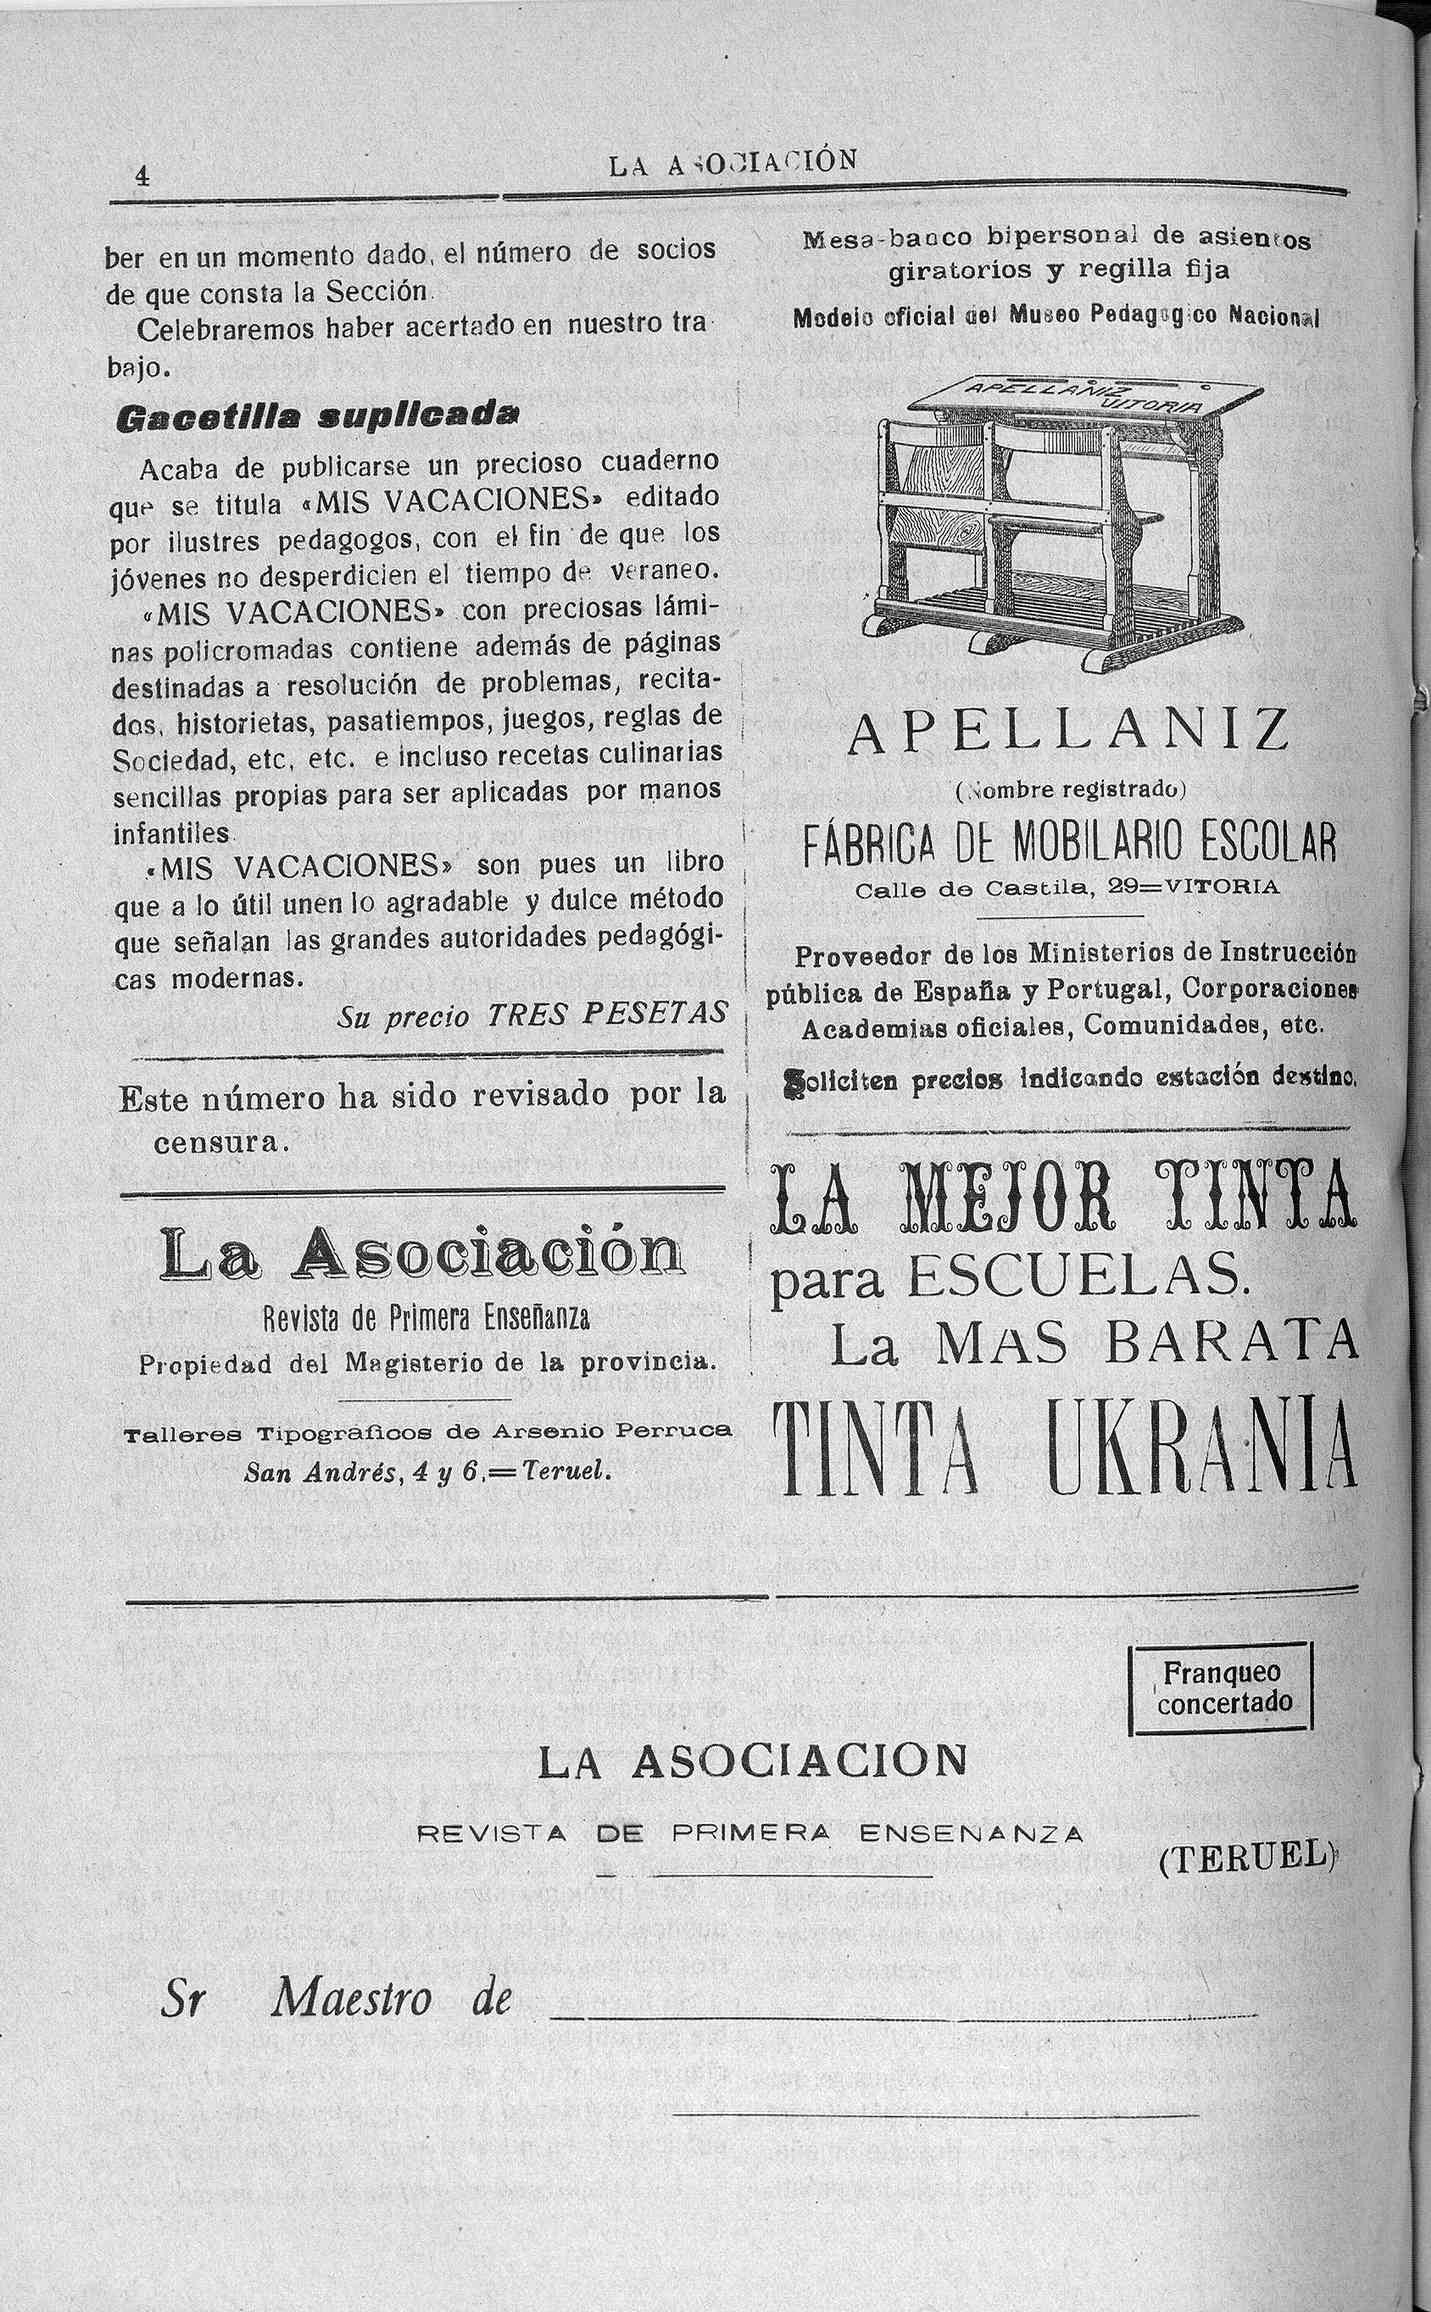 4
LA ASOCIACIÓN
ber en un momento dado, el número de socios
de que consta la Sección.
Celebraremos haber acertado en nuestro tra-
bajo.
Gacetilla suplicada
Acaba de publicarse un precioso cuaderno
que se titula «MIS VACACIONES» editado
por ilustres pedagogos, con el fin de que los
jóvenes no desperdicien el tiempo de veraneo.
«MIS VACACIONES» con preciosas lámi-
nas policromadas contiene además de páginas
destinadas a resolución de problemas, recita-
dos, historietas, pasatiempos, juegos, reglas de
Sociedad, etc, etc. e incluso recetas culinarias
sencillas propias para ser aplicadas por manos
infantiles.
«MIS VACACIONES» son pues un libro
que a lo útil unen lo agradable y dulce método
que señalan las grandes autoridades pedagógi-
cas modernas.
Su precio TRES PESETAS
Este número ha sido revisado por la
censura.
La Asociación
Revista de Primera Enseñanza
Propiedad del Magisterio de la provincia.
Talleres Tipográficos de Arsenio Perruca
San Andrés, 4 y 6.=Teruel.
Mesa-banco bipersonal de asientos
giratorios y regilla fija
Modelo oficial del Museo Pedagógico Nacional
APELLANIZ
VITORIA
APELLANIZ
(Nombre registrado)
FÁBRICA DE MOBILARIO ESCOLAR
Calle de Castila, 29=VITORIA
Proveedor de los Ministerios de Instrucción
pública de España y Portugal, Corporaciones
Academias oficiales, Comunidades, etc.
Soliciten precios indicando estación destino.
LA MEJOR TINTA
para ESCUELAS.
La MAS BARATA
TINTA UKRANIA
Franqueo
concertado
LA ASOCIACION
REVISTA DE PRIMERA ENSENANZA
(TERUEL)
Sr Maestro de